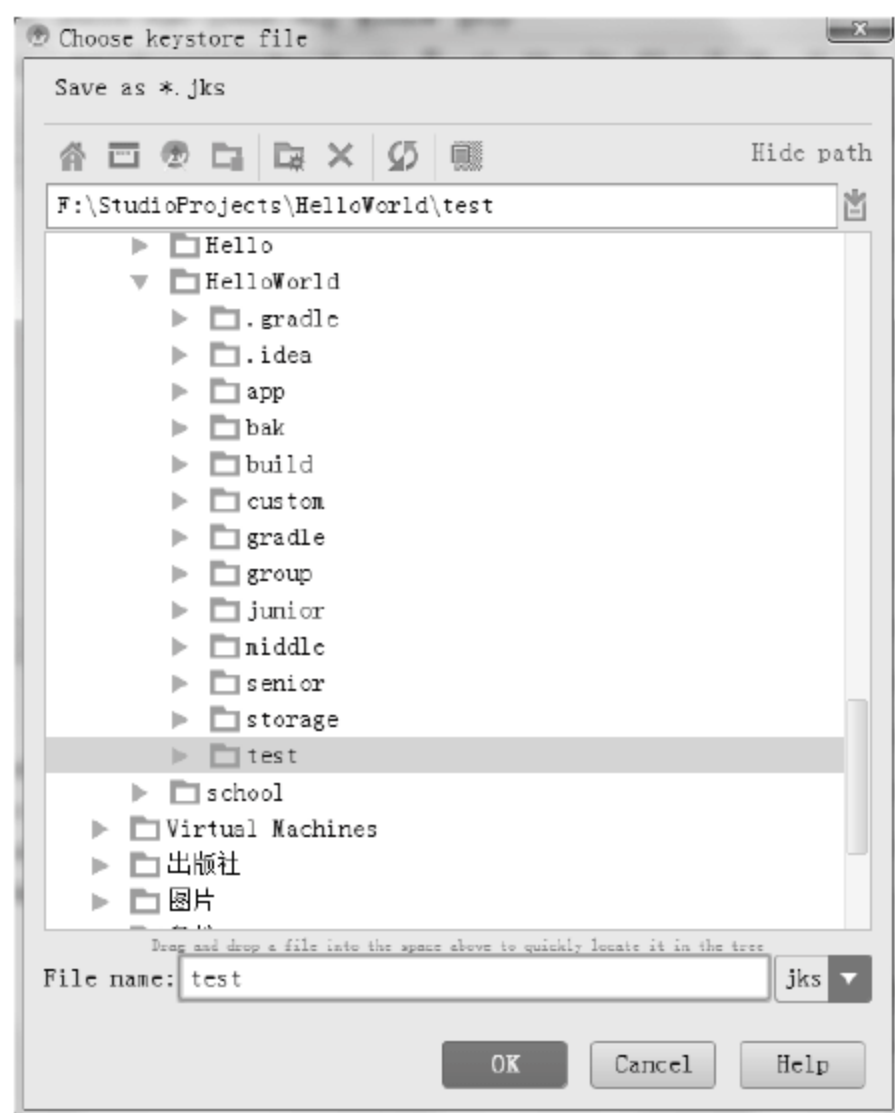 Choose keystore file
Save as *.jks
Hide path
F:\StudioProjects\HelloWorld\test
Hello
HelloWorld
.gradle
.idea
app
bak
build
custom
gradle
group
junior
middle
senior
storage
test
school
Virtual Machines
出版社
图片
Drag and drop a file into the space above to quickly locate it in the tree
File name: test jks
OK Cancel Help